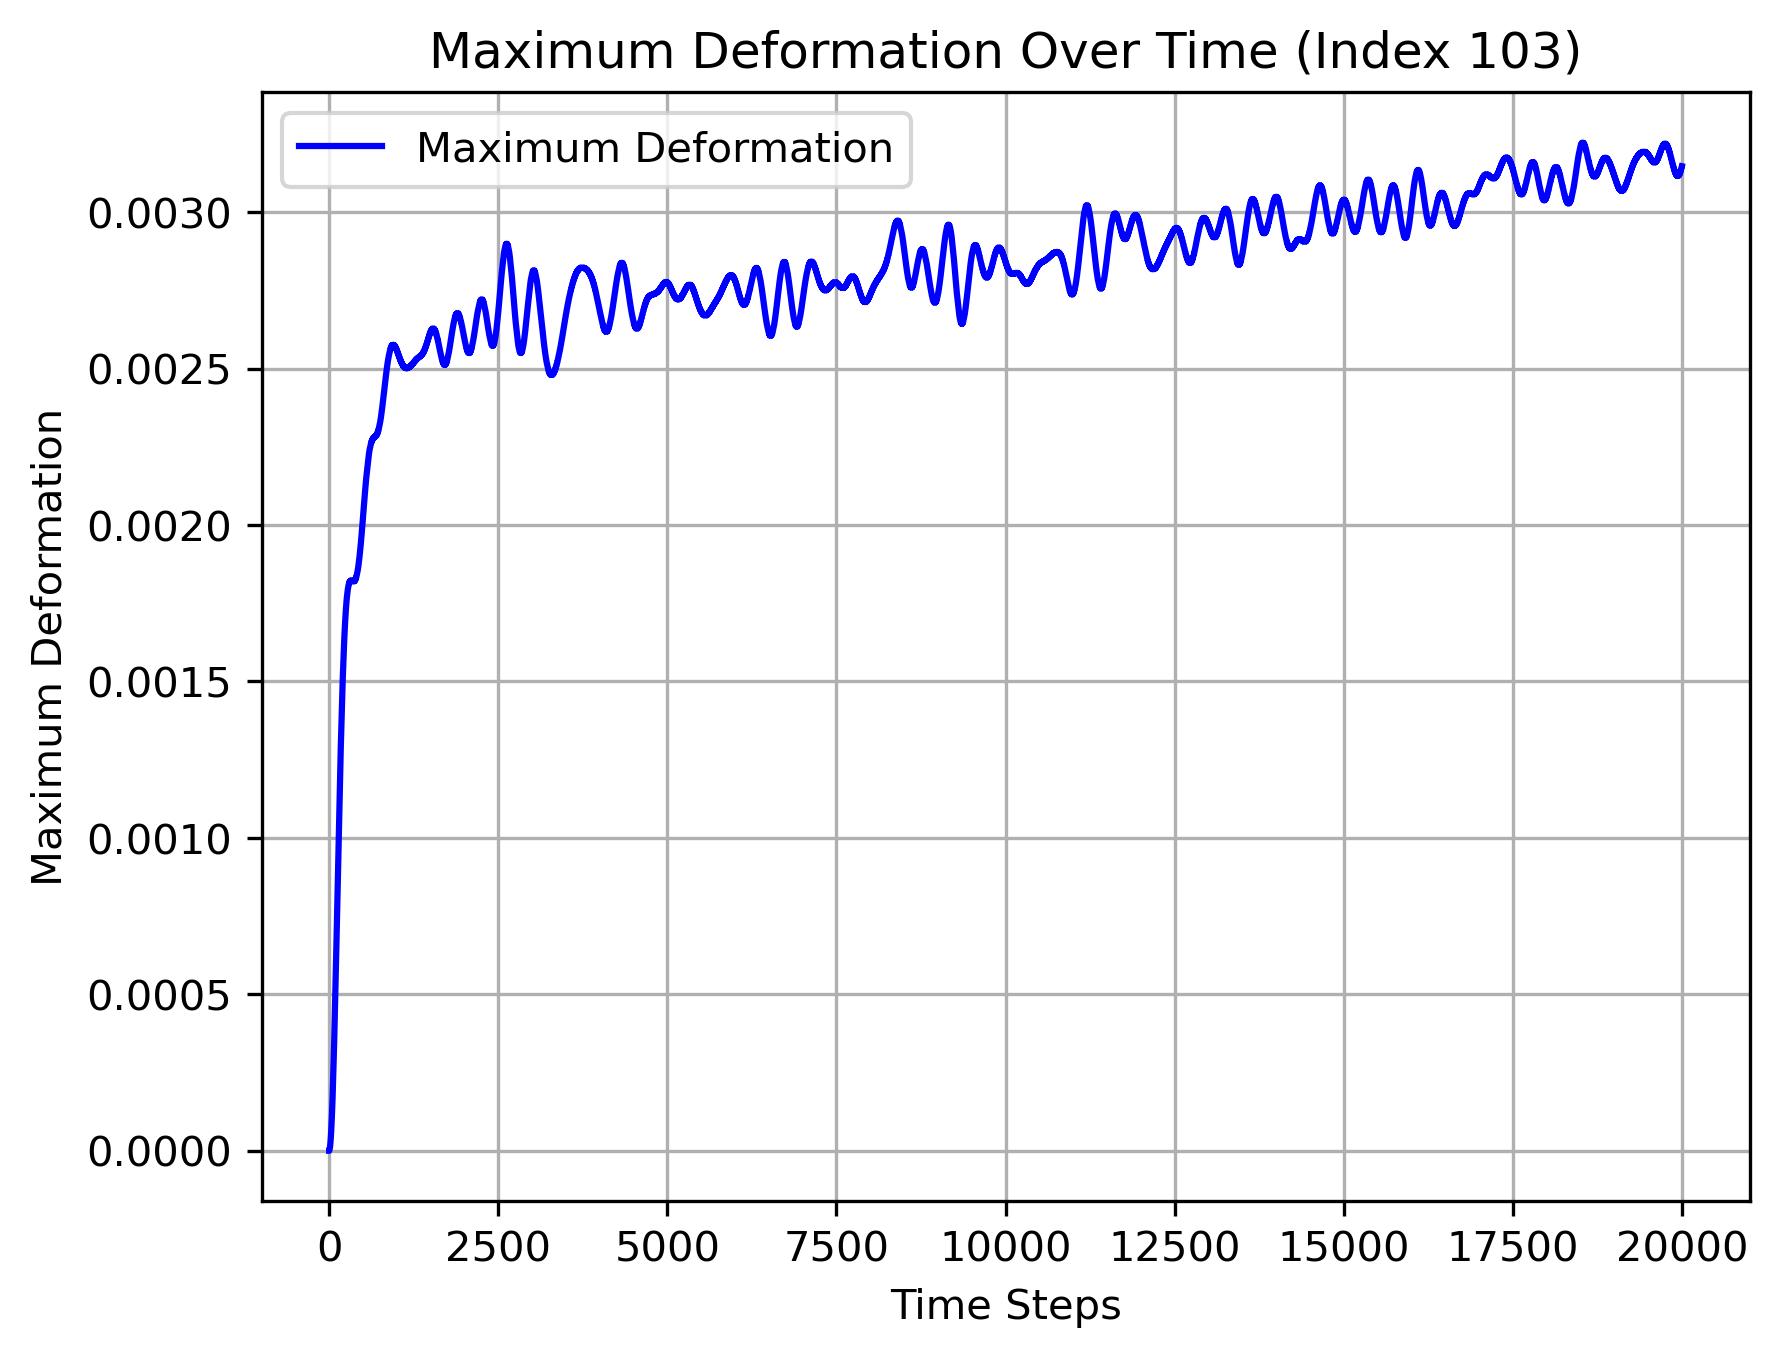 Maximum Deformation Over Time (Index 103)
Maximum Deformation
0.0030
0.0025
0.0020
0.0015
0.0010
0.0005
0.0000
Maximum Deformation
0 2500 5000 7500 10000 12500 15000 17500 20000
Time Steps